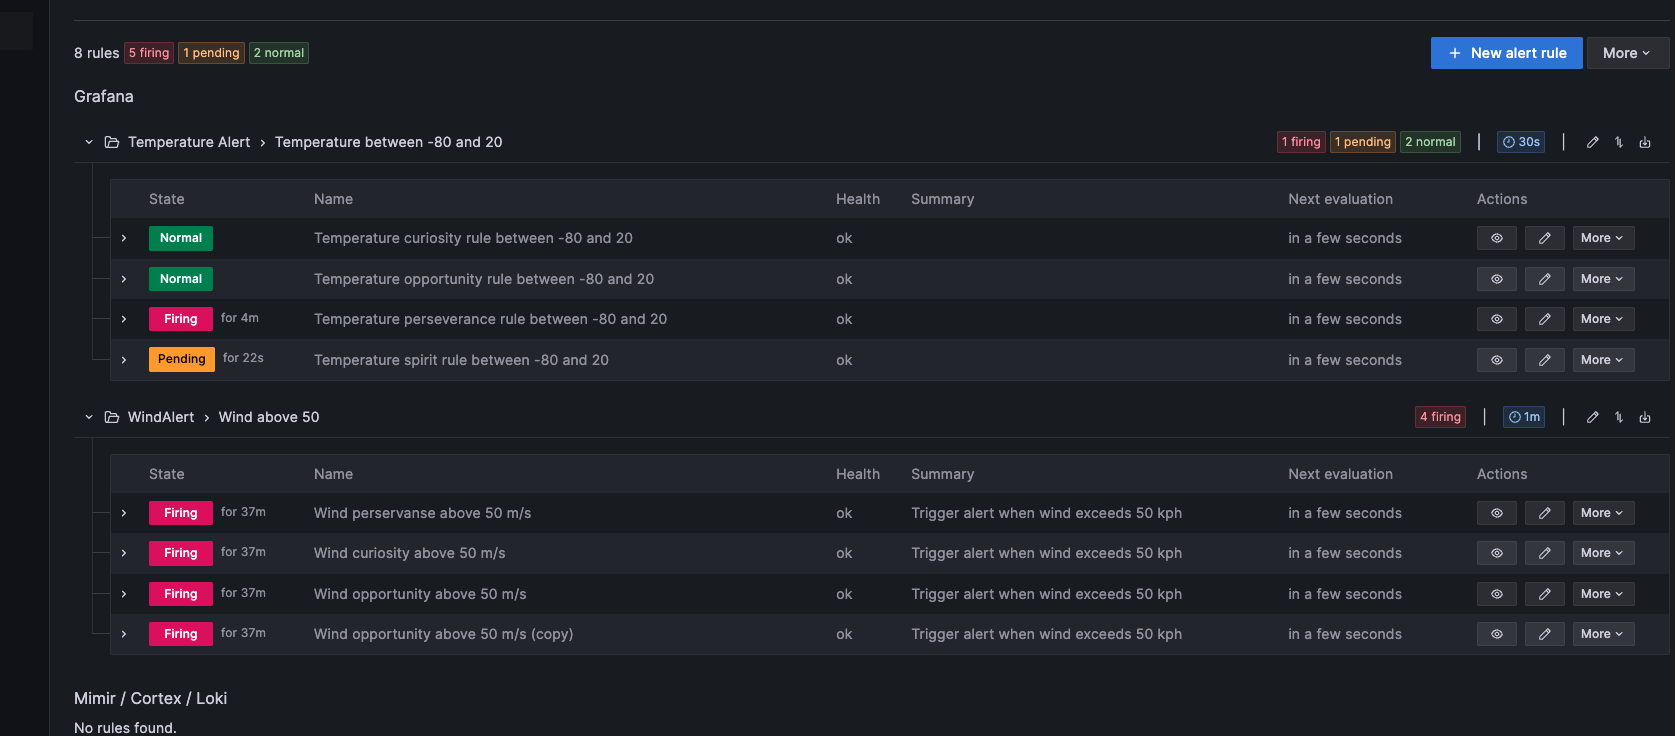 8 rules 5 firing 1 pending 2 normal
New alert rule More
Grafana
Temperature Alert > Temperature between -80 and 20 1 firing 1 pending 2 normal 30s
State Name Health Summary Next evaluation Actions
Normal Temperature curiosity rule between -80 and 20 ok in a few seconds More
Normal Temperature opportunity rule between -80 and 20 ok in a few seconds More
Firing for 4m Temperature perseverance rule between -80 and 20 ok in a few seconds More
Pending for 22s Temperature spirit rule between -80 and 20 ok in a few seconds More
WindAlert > Wind above 50 4 firing 1m
State Name Health Summary Next evaluation Actions
Firing for 37m Wind perservanse above 50 m/s ok Trigger alert when wind exceeds 50 kph in a few seconds More
Firing for 37m Wind curiosity above 50 m/s ok Trigger alert when wind exceeds 50 kph in a few seconds More
Firing for 37m Wind opportunity above 50 m/s ok Trigger alert when wind exceeds 50 kph in a few seconds More
Firing for 37m Wind opportunity above 50 m/s (copy) ok Trigger alert when wind exceeds 50 kph in a few seconds More
Mimir / Cortex / Loki
No rules found.